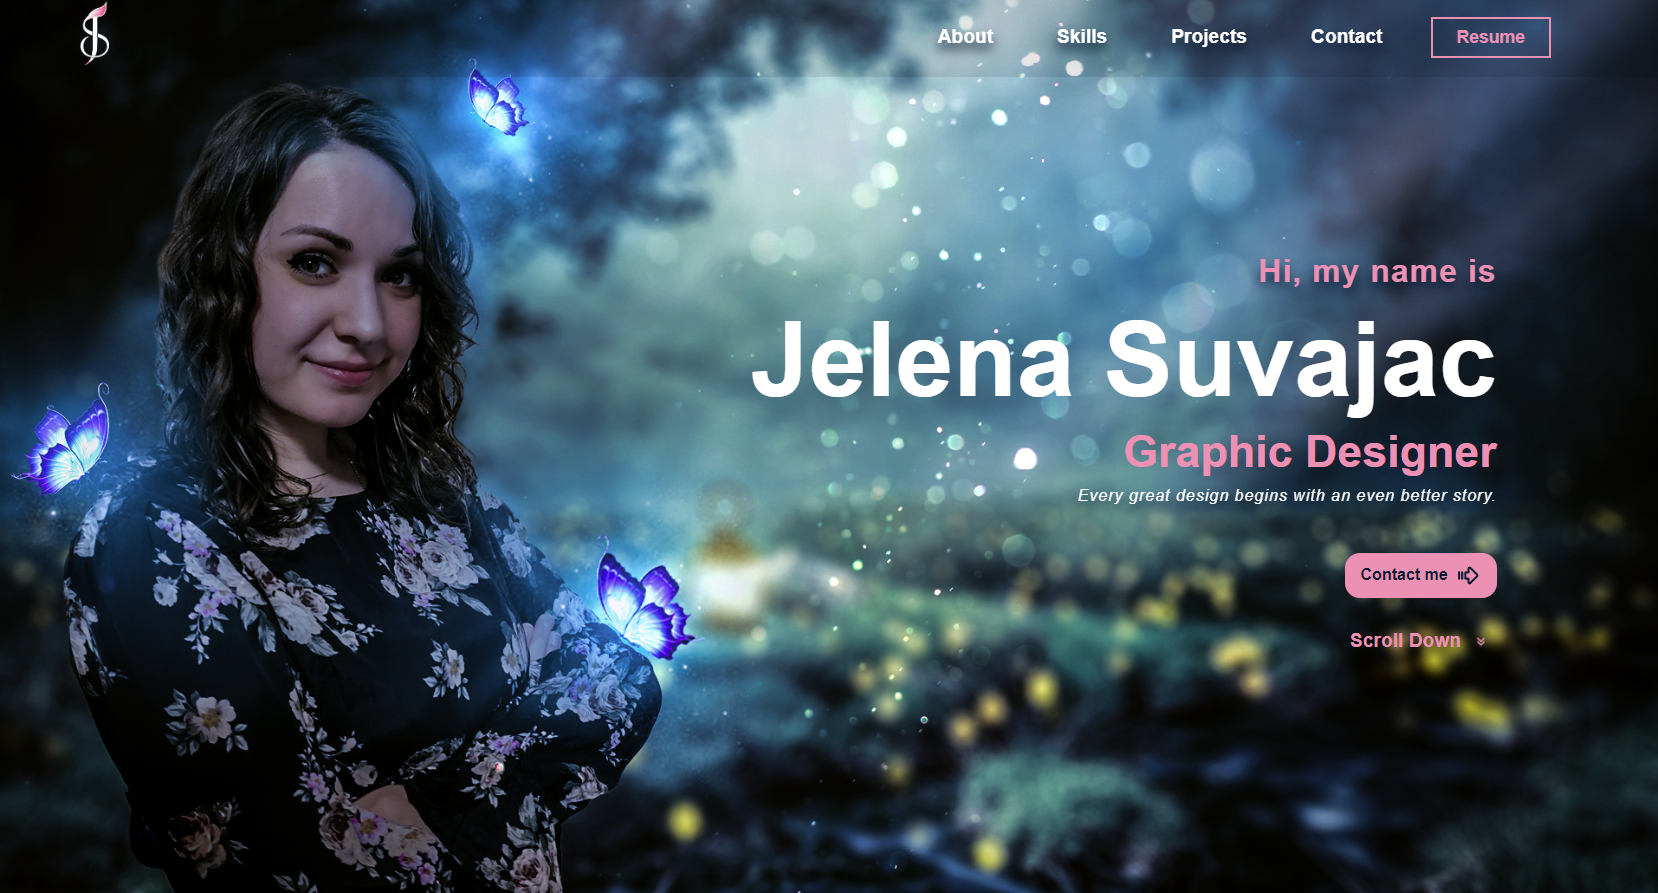 About
Skills
Projects
Contact
Resume
Hi, my name is
Jelena Suvajac
Graphic Designer
Every great design begins with an even better story.
Contact me
Scroll Down